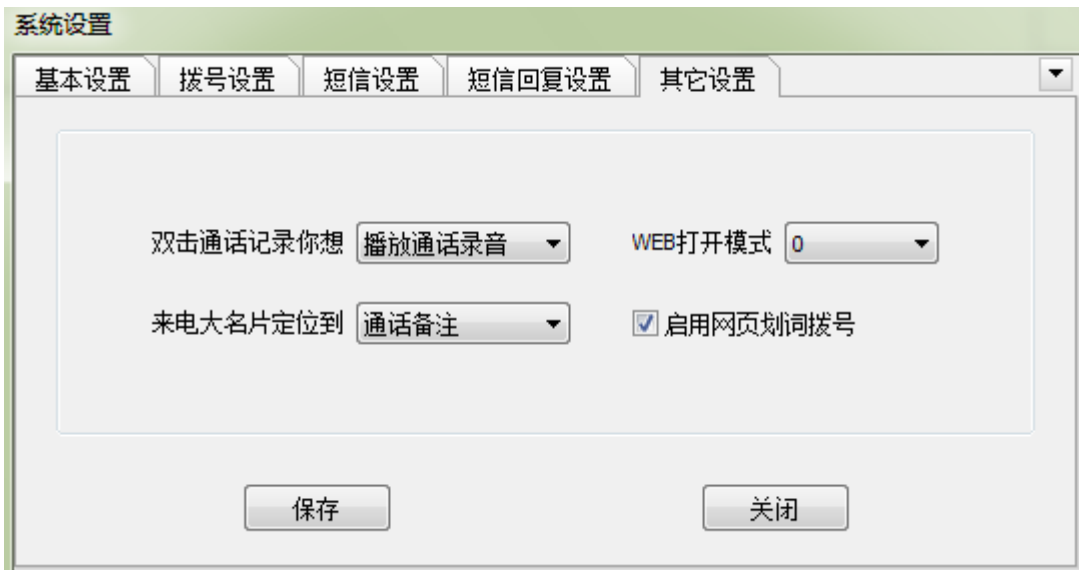 系统设置
基本设置 拨号设置 短信设置 短信回复设置 其它设置
双击通话记录你想 播放通话录音 WEB打开模式 0
来电大名片定位到 通话备注 启用网页划词拨号
保存 关闭